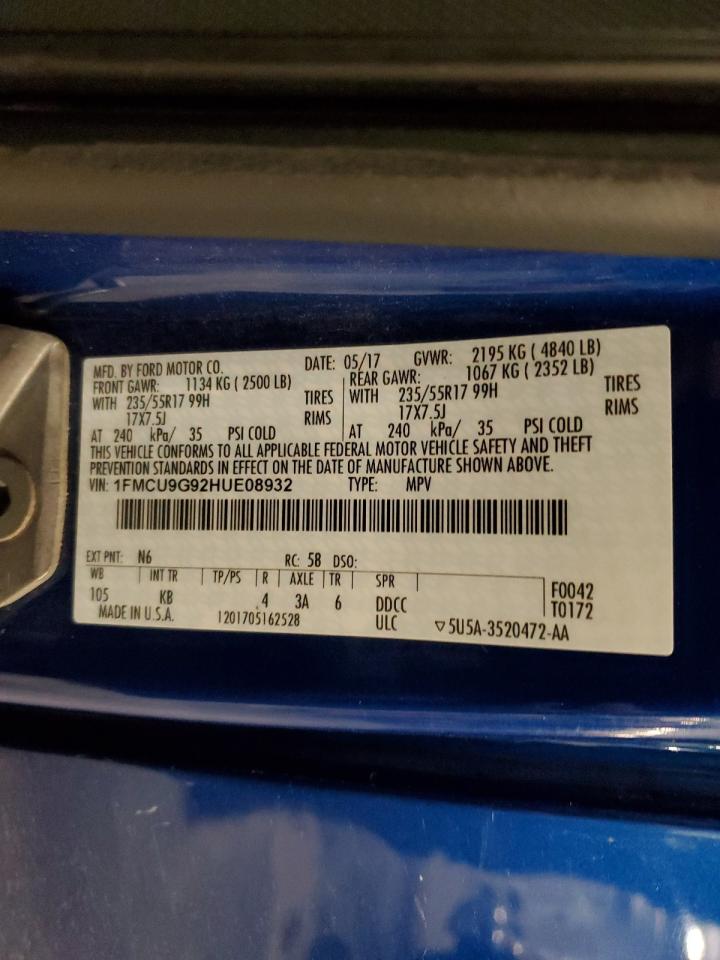 MFD. BY FORD MOTOR CO. DATE: 05/17 GVWR: 2195 KG ( 4840 LB)
FRONT GAWR: 1134 KG ( 2500 LB) REAR GAWR: 1067 KG ( 2352 LB)
WITH 235/55R17 99H TIRES WITH 235/55R17 99H TIRES
17X7.5J RIMS 17X7.5J RIMS
AT 240 kPa/ 35 PSI COLD AT 240 kPa/ 35 PSI COLD
THIS VEHICLE CONFORMS TO ALL APPLICABLE FEDERAL MOTOR VEHICLE SAFETY AND THEFT
PREVENTION STANDARDS IN EFFECT ON THE DATE OF MANUFACTURE SHOWN ABOVE.
VIN: 1FMCU9G92HUE08932 TYPE: MPV
EXT PNT: N6 RC: 58 DSO:
WB INT TR TP/PS R AXLE TR SPR F0042
105 KB .4 3A 6 DDCC T0172
MADE IN U.S.A. 1201705162528 ULC ▽5U5A-3520472-AA